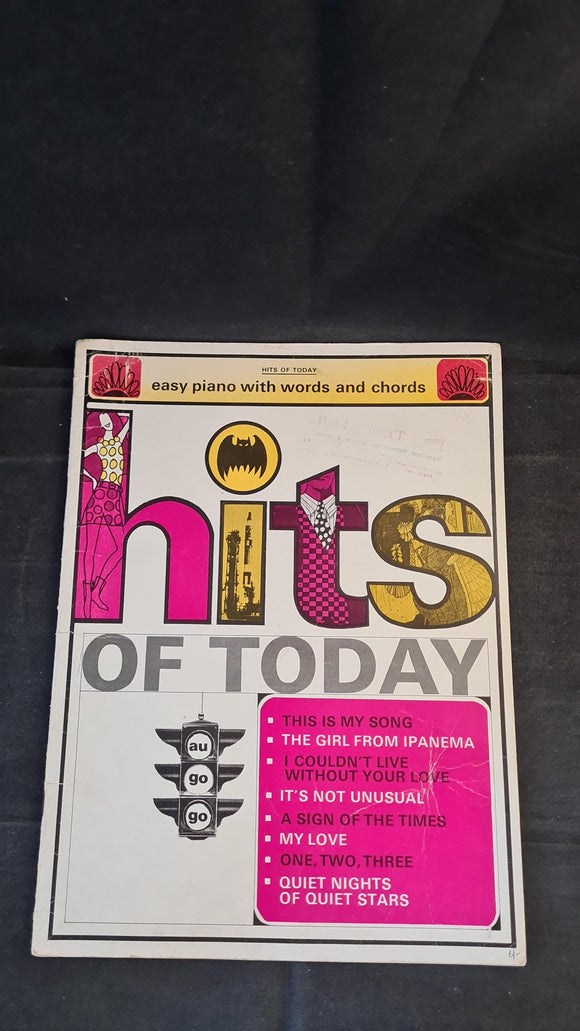 HITS OF TODAY
easy piano with words and chords
hits
OF TODAY
au
go
go
THIS IS MY SONG
THE GIRL FROM IPANEMA
I COULDN'T LIVE
WITHOUT YOUR LOVE
IT'S NOT UNUSUAL
A SIGN OF THE TIMES
MY LOVE
ONE, TWO, THREE
QUIET NIGHTS
OF QUIET STARS
6/-